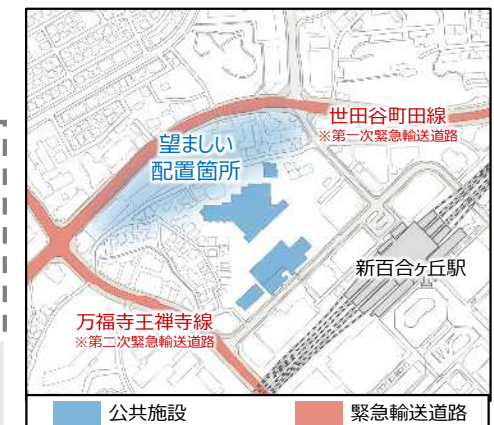 世田谷町田線
※第一次緊急輸送道路
望ましい
配置箇所
新百合ヶ丘駅
万福寺王禅寺線
※第二次緊急輸送道路
公共施設
緊急輸送道路